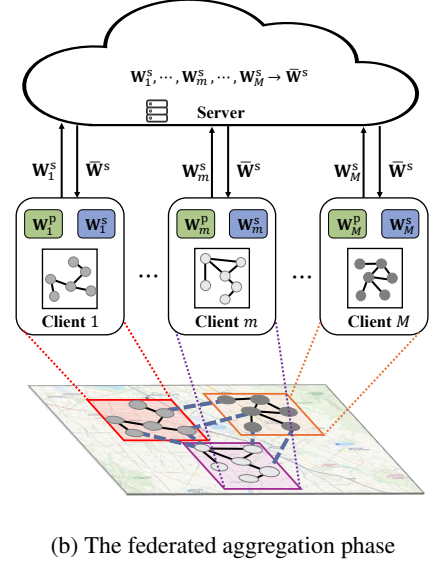 W₁ˢ, ⋯, Wₘˢ, ⋯, W_Mˢ → W̄ˢ
Server
W₁ˢ W̄ˢ Wₘˢ W̄ˢ W_Mˢ W̄ˢ
W₁ᵖ W₁ˢ Wₘᵖ Wₘˢ W_Mᵖ W_Mˢ
... ...
Client 1 Client m Client M
(b) The federated aggregation phase